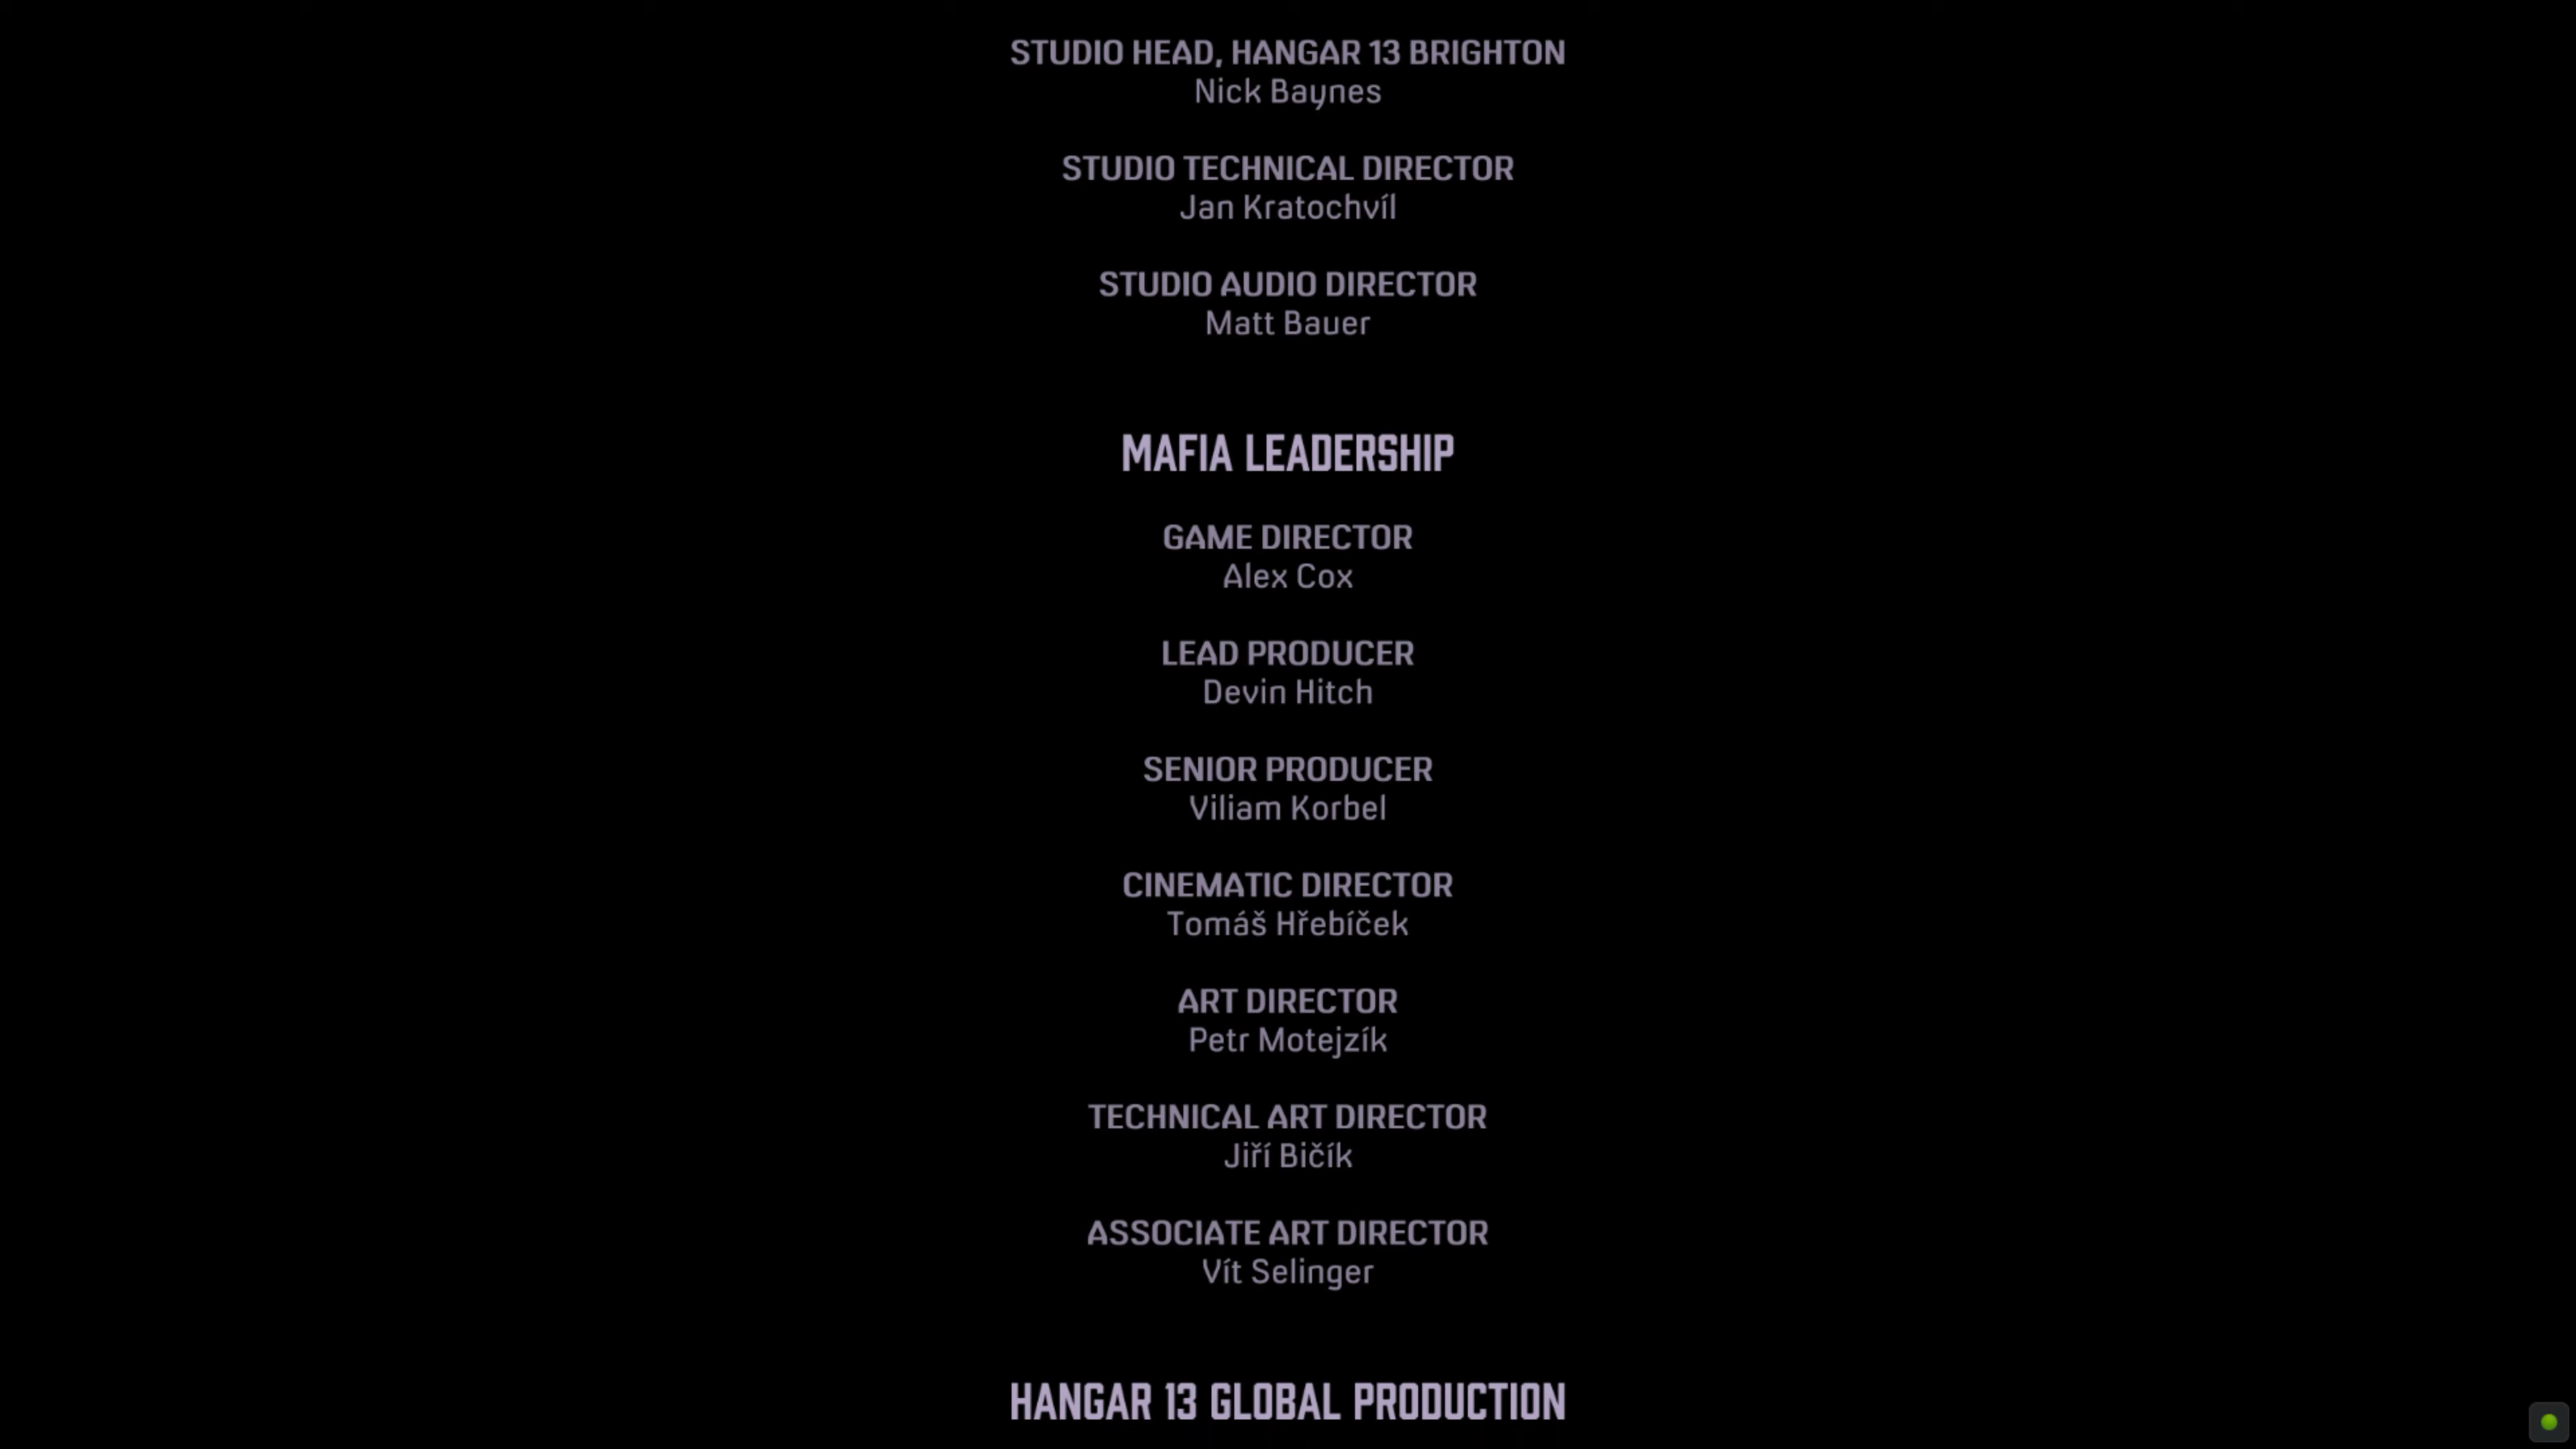 STUDIO HEAD, HANGAR 13 BRIGHTON
Nick Baynes
STUDIO TECHNICAL DIRECTOR
Jan Kratochvíl
STUDIO AUDIO DIRECTOR
Matt Bauer
MAFIA LEADERSHIP
GAME DIRECTOR
Alex Cox
LEAD PRODUCER
Devin Hitch
SENIOR PRODUCER
Viliam Korbel
CINEMATIC DIRECTOR
Tomáš Hřebíček
ART DIRECTOR
Petr Motejzík
TECHNICAL ART DIRECTOR
Jiří Bičík
ASSOCIATE ART DIRECTOR
Vít Selinger
HANGAR 13 GLOBAL PRODUCTION